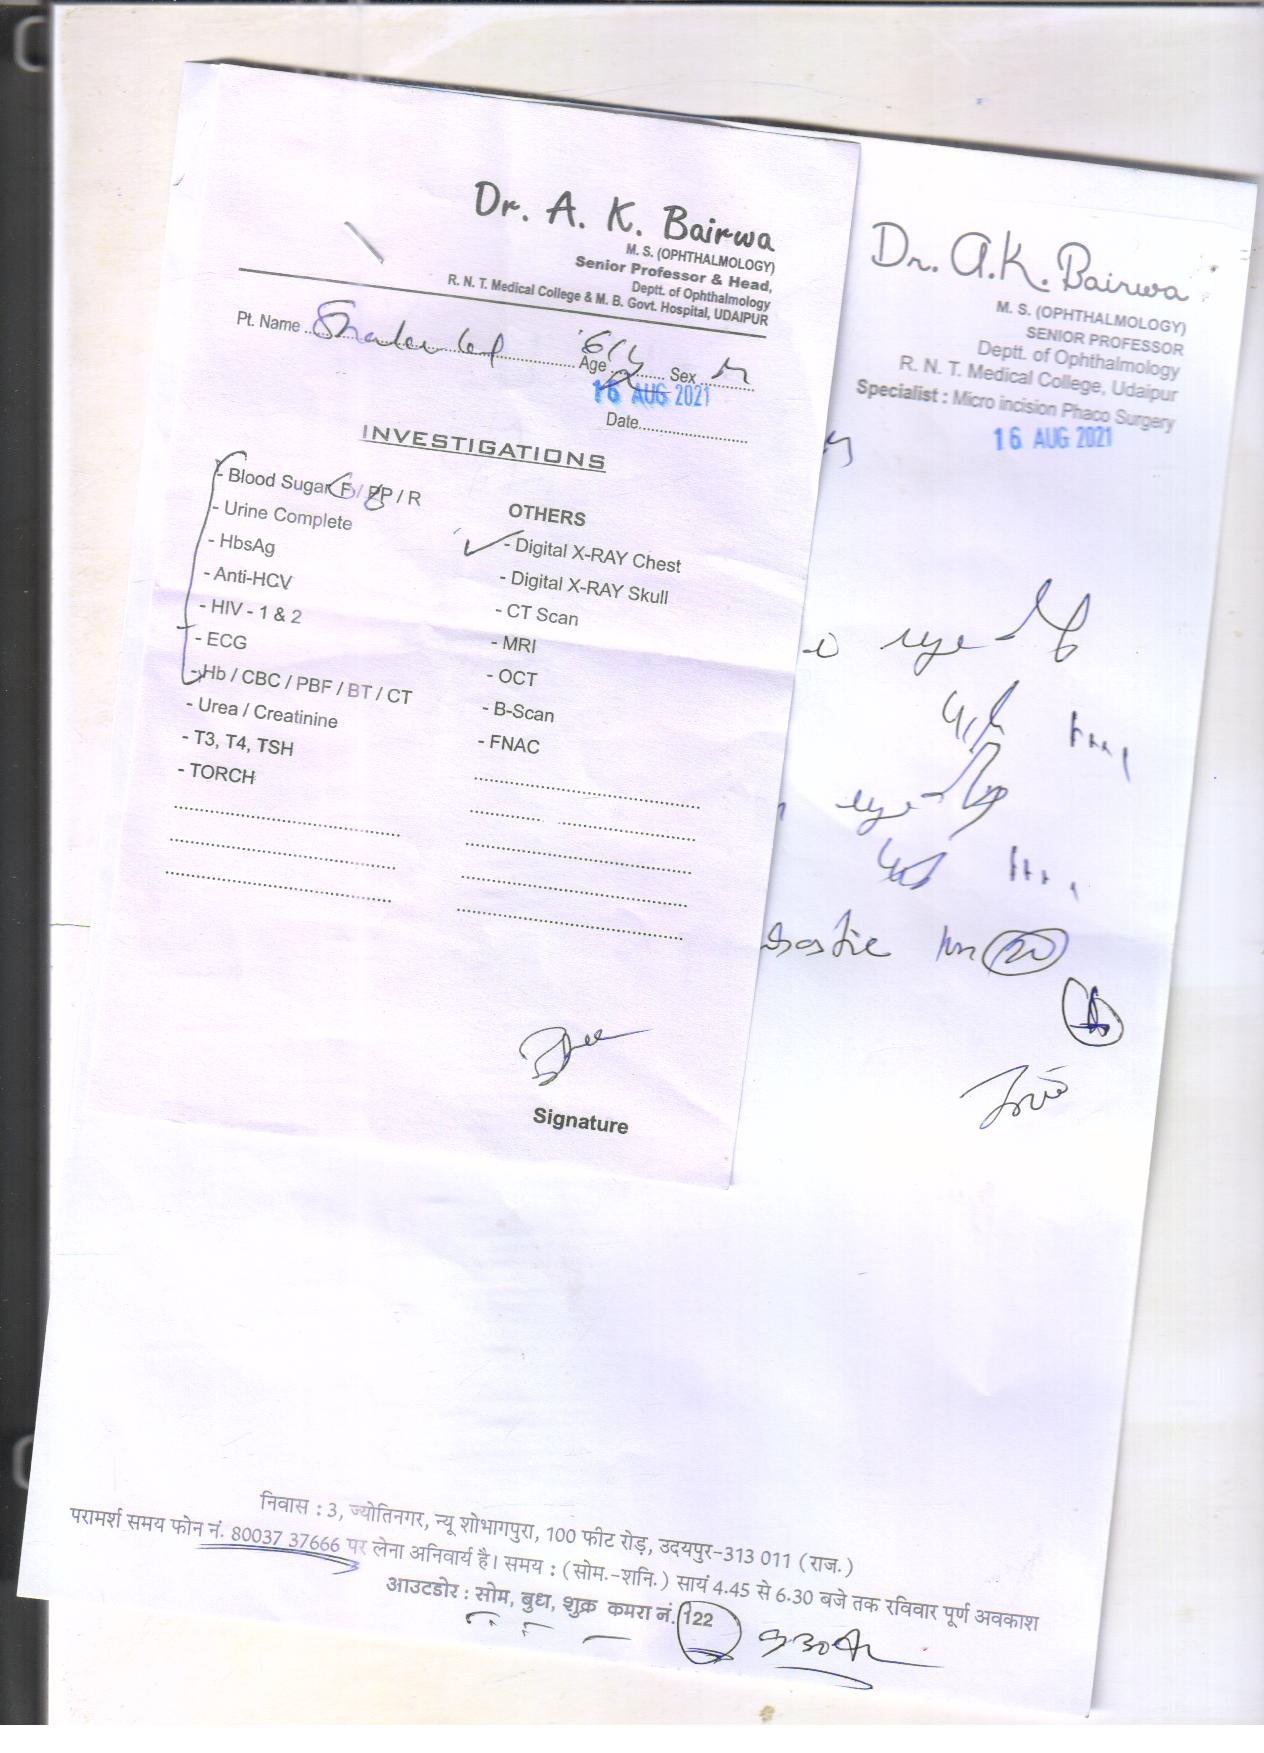 Dr. A. K. Bairwa
M. S. (OPHTHALMOLOGY)
Senior Professor & Head,
Deptt. of Ophthalmology
R. N. T. Medical College & M. B. Govt. Hospital, UDAIPUR
Pt. Name Age Sex M
16 AUG 2021
Date
INVESTIGATIONS
- Blood Sugar F / PP / R
- Urine Complete
- HbsAg
- Anti-HCV
- HIV - 1 & 2
- ECG
- Hb / CBC / PBF / BT / CT
- Urea / Creatinine
- T3, T4, TSH
- TORCH
OTHERS
- Digital X-RAY Chest
- Digital X-RAY Skull
- CT Scan
- MRI
- OCT
- B-Scan
- FNAC
Signature
Dr. A.K. Bairwa
M. S. (OPHTHALMOLOGY)
SENIOR PROFESSOR
Deptt. of Ophthalmology
R. N. T. Medical College, Udaipur
Specialist : Micro incision Phaco Surgery
16 AUG 2021
eye
eye
निवास : 3, ज्योतिनगर, न्यू शोभागपुरा, 100 फीट रोड़, उदयपुर-313 011 (राज.)
परामर्श समय फोन नं. 80037 37666 पर लेना अनिवार्य है। समय : (सोम.-शनि.) सायं 4.45 से 6.30 बजे तक रविवार पूर्ण अवकाश
आउटडोर : सोम, बुध, शुक्र कमरा नं. 122